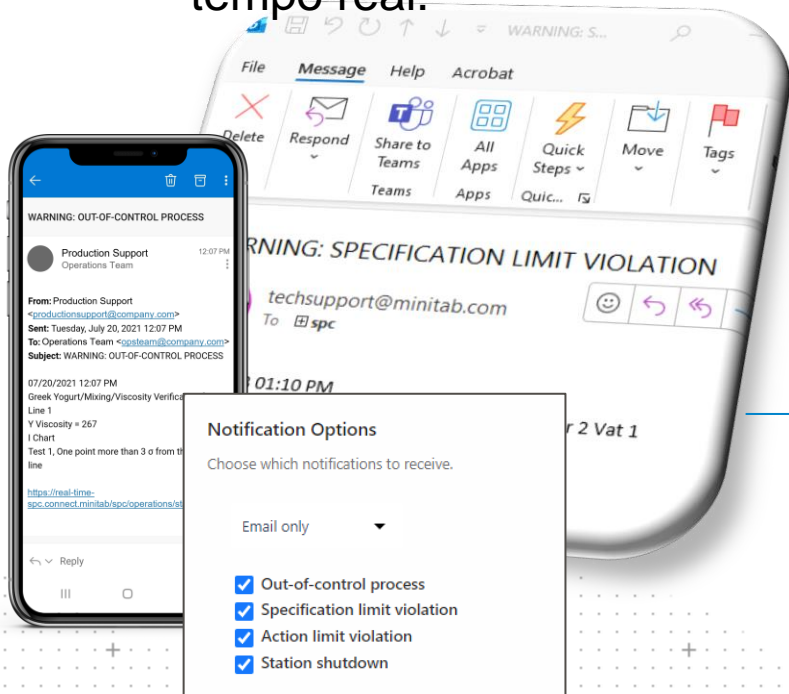 tempo real.
WARNING: S...
File Message Help Acrobat
Delete
Respond
Share to Teams
All Apps
Quick Steps
Move
Tags
Teams
Apps
Quic...
SPECIFICATION LIMIT VIOLATION
techsupport@minitab.com
To spc
01:10 PM
2 Vat 1
WARNING: OUT-OF-CONTROL PROCESS
Production Support 12:07 PM
Operations Team
From: Production Support
<productionsupport@company.com>
Sent: Tuesday, July 20, 2021 12:07 PM
To: Operations Team <opsteam@company.com>
Subject: WARNING: OUT-OF-CONTROL PROCESS
07/20/2021 12:07 PM
Greek Yogurt/Mixing/Viscosity
Line 1
Y Viscosity = 267
I Chart
Test 1, One point more than 3 σ from
line
https://real-time-
spc.connect.minitab/spc/operations/
Reply
Notification Options
Choose which notifications to receive.
Email only
Out-of-control process
Specification limit violation
Action limit violation
Station shutdown